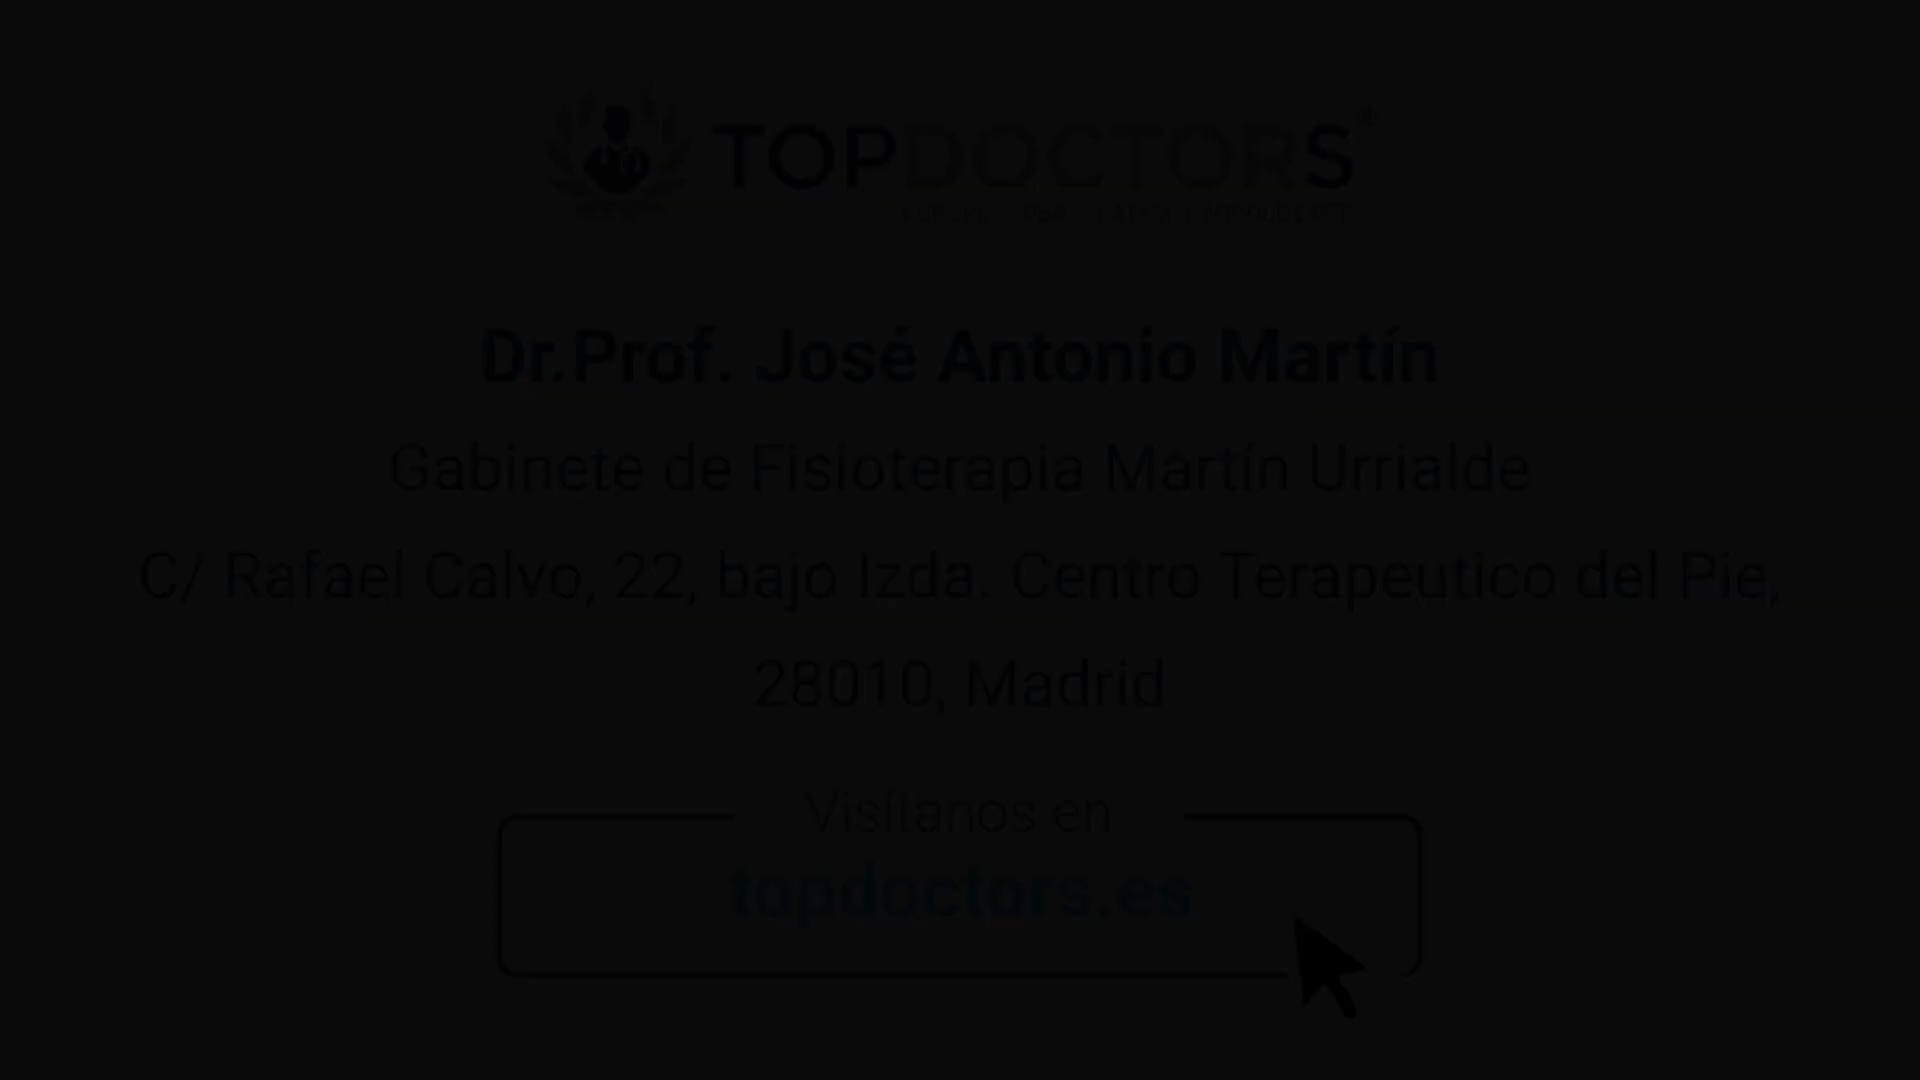 TOPDOCTORS®
Dr.Prof. José Antonio Martín
Gabinete de Fisioterapia Martín Urrialde
C/ Rafael Calvo, 22, bajo Izda. Centro Terapeutico del Pie,
28010, Madrid
Visítanos en
topdoctors.es